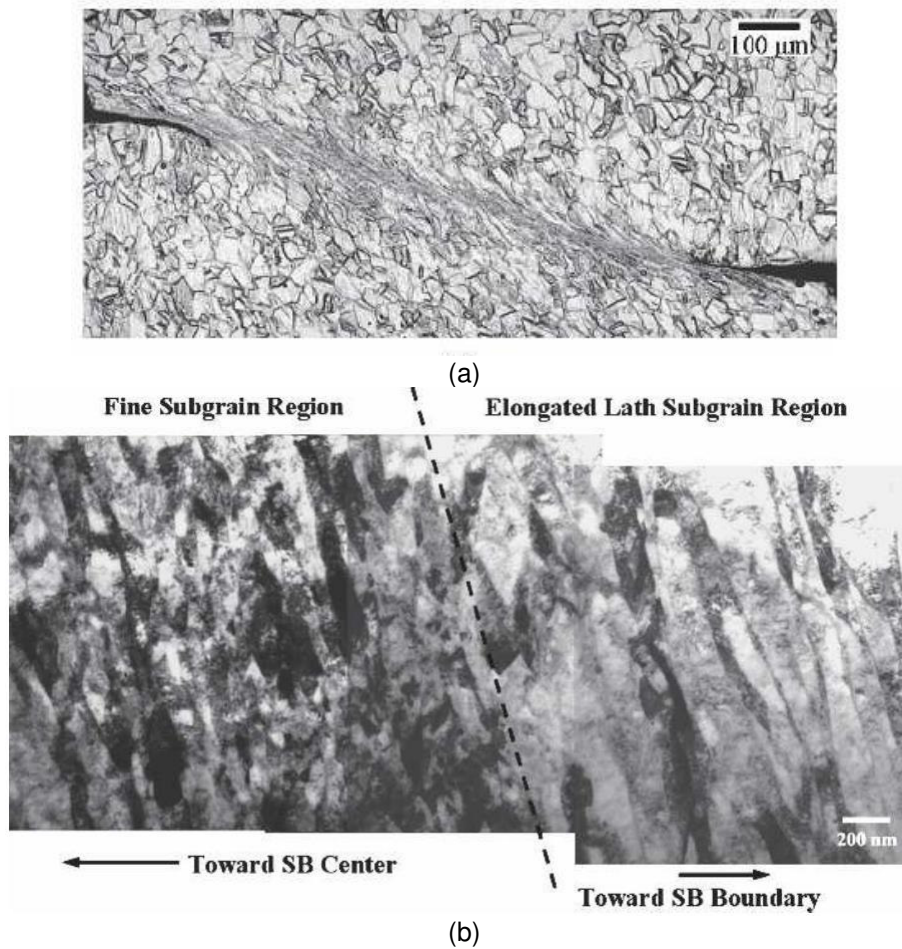 100 µm
(a)
Fine Subgrain Region
Elongated Lath Subgrain Region
200 nm
Toward SB Center
Toward SB Boundary
(b)